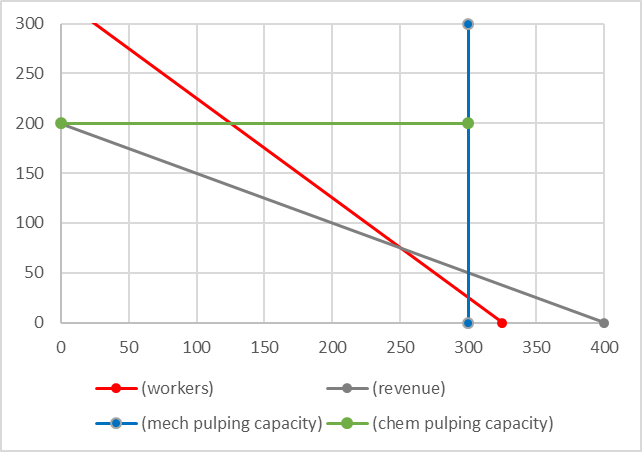 300
250
200
150
100
50
0
0 50 100 150 200 250 300 350 400
(workers) (revenue)
(mech pulping capacity) (chem pulping capacity)